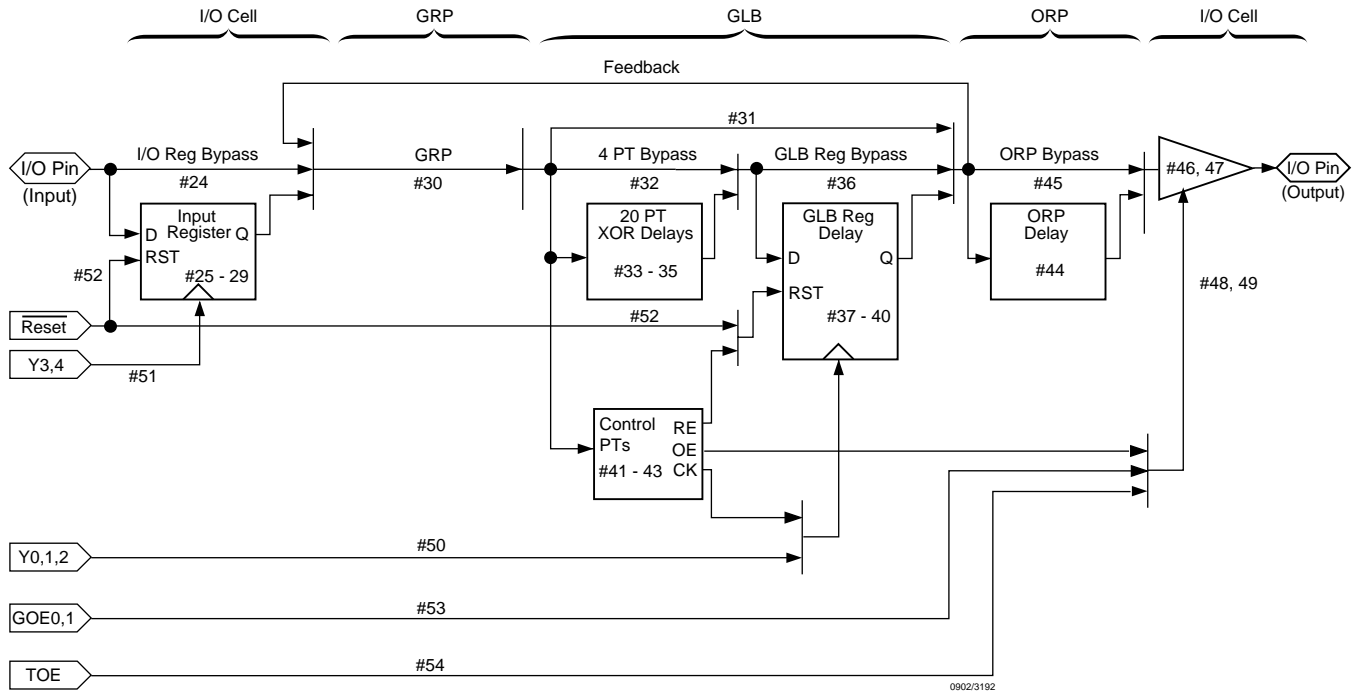 I/O Cell
GRP
GLB
ORP
I/O Cell
Feedback
#31
I/O Pin
(Input)
I/O Reg Bypass
#24
GRP
#30
4 PT Bypass
#32
GLB Reg Bypass
#36
ORP Bypass
#45
#46, 47
I/O Pin
(Output)
Input
Register
D
Q
RST
#25 - 29
#52
20 PT
XOR Delays
#33 - 35
GLB Reg
Delay
D
Q
RST
#37 - 40
ORP
Delay
#44
#48, 49
Reset
#52
Y3,4
#51
Control
PTs
#41 - 43
RE
OE
CK
Y0,1,2
#50
GOE0,1
#53
TOE
#54
0902/3192